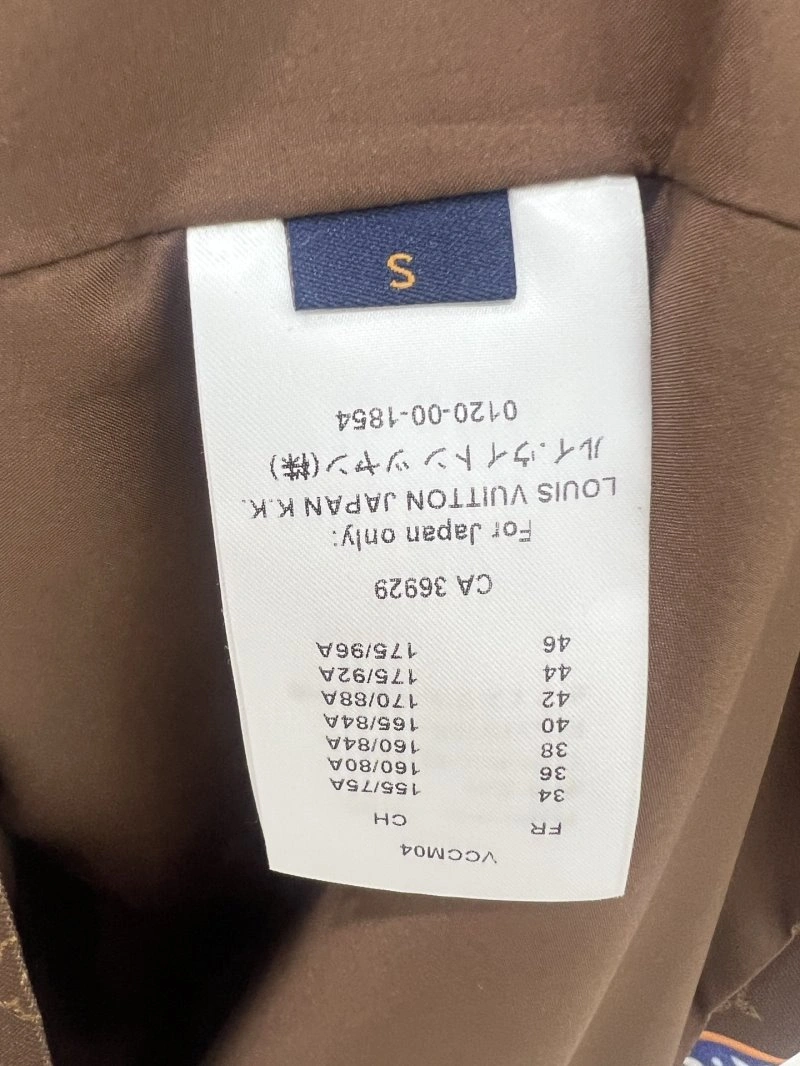 VCCM04
FR CH
34 155/75A
36 160/80A
38 160/84A
40 165/84A
42 170/88A
44 175/92A
46 175/96A
CA 36929
For Japan only:
LOUIS VUITTON JAPAN K.K.
ルイ.ヴィトン ジャパン(株)
0120-00-1854
S